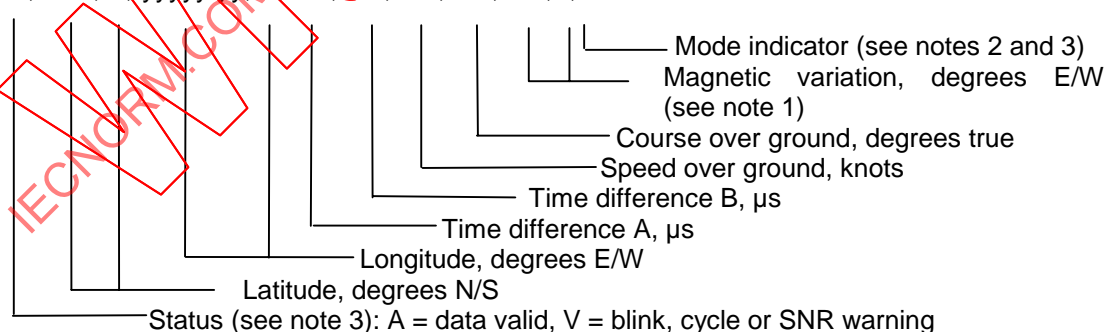 Mode indicator (see notes 2 and 3)
Magnetic variation, degrees E/W
(see note 1)
Course over ground, degrees true
Speed over ground, knots
Time difference B, µs
Time difference A, µs
Longitude, degrees E/W
Latitude, degrees N/S
Status (see note 3): A = data valid, V = blink, cycle or SNR warning
IECNORM.COM